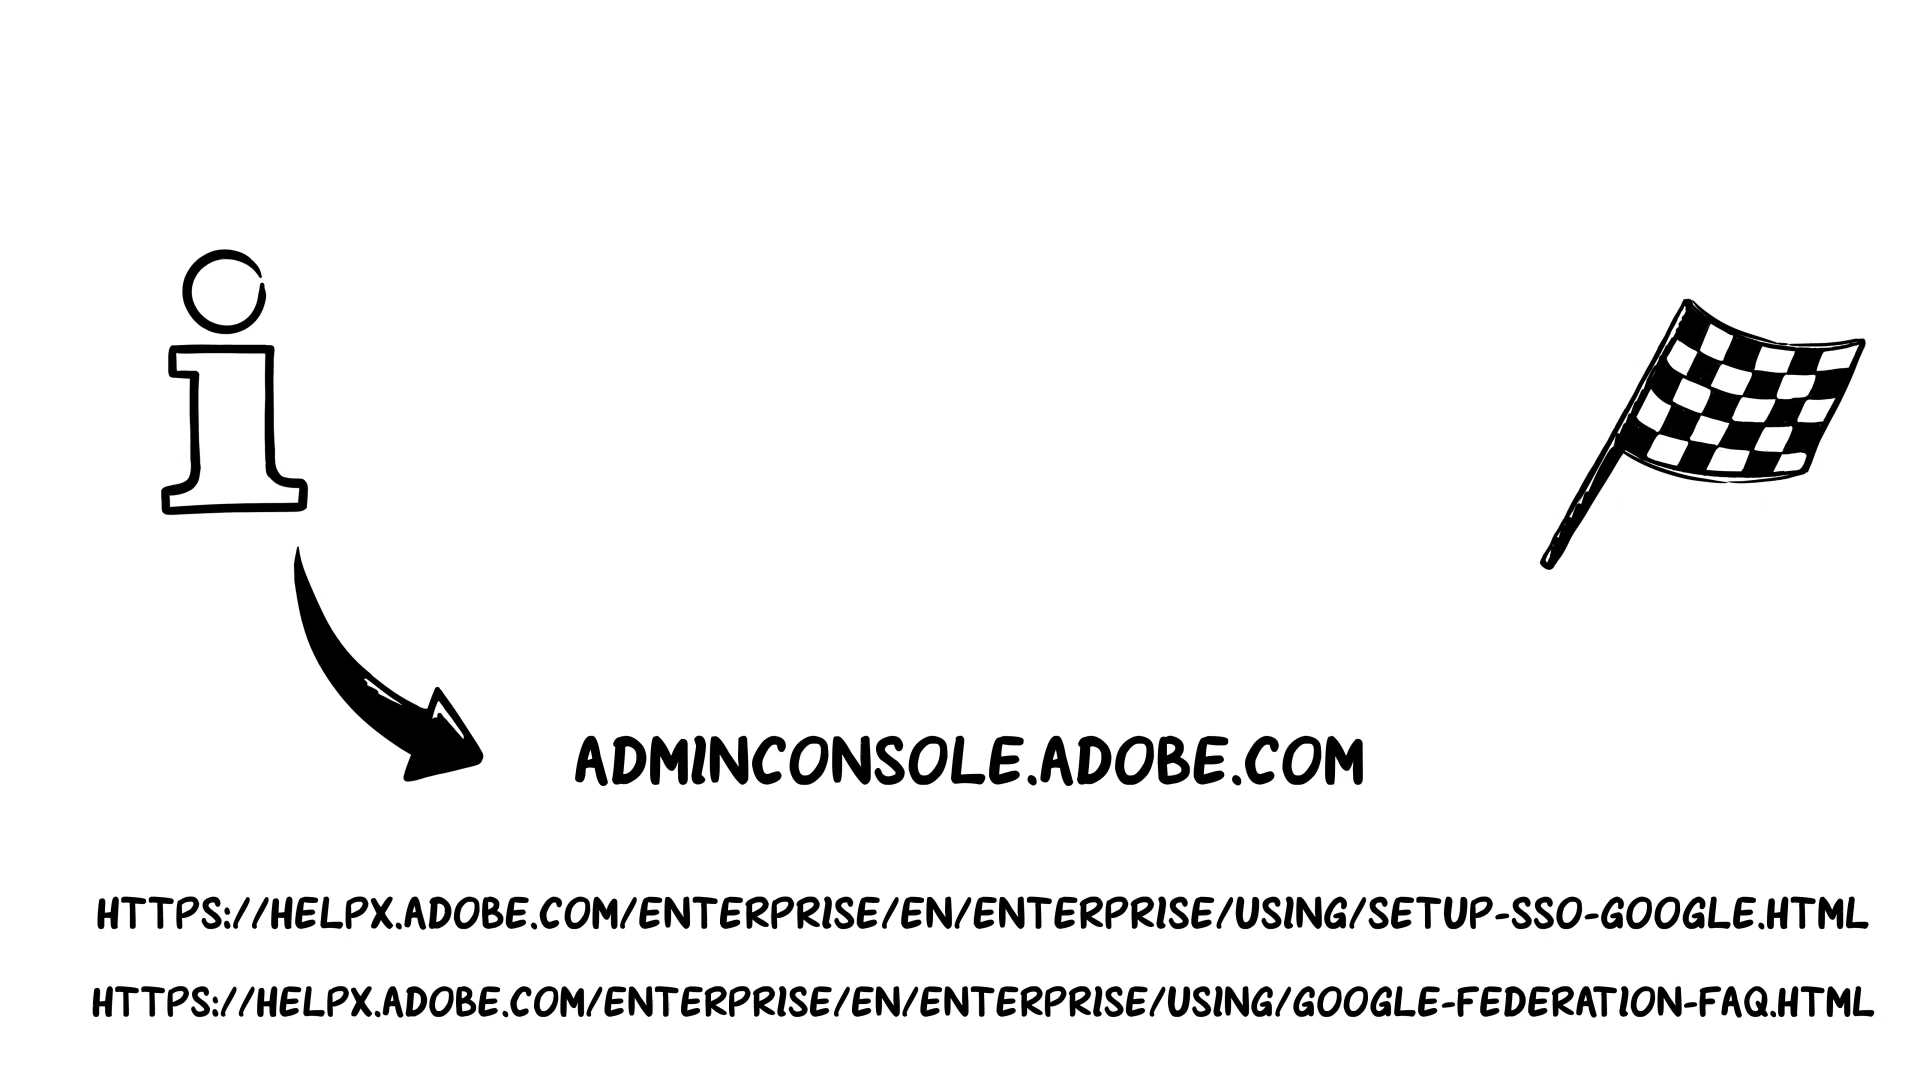 i
ADMINCONSOLE.ADOBE.COM
HTTPS://HELPX.ADOBE.COM/ENTERPRISE/EN/ENTERPRISE/USING/SETUP-SSO-GOOGLE.HTML
HTTPS://HELPX.ADOBE.COM/ENTERPRISE/EN/ENTERPRISE/USING/GOOGLE-FEDERATION-FAQ.HTML